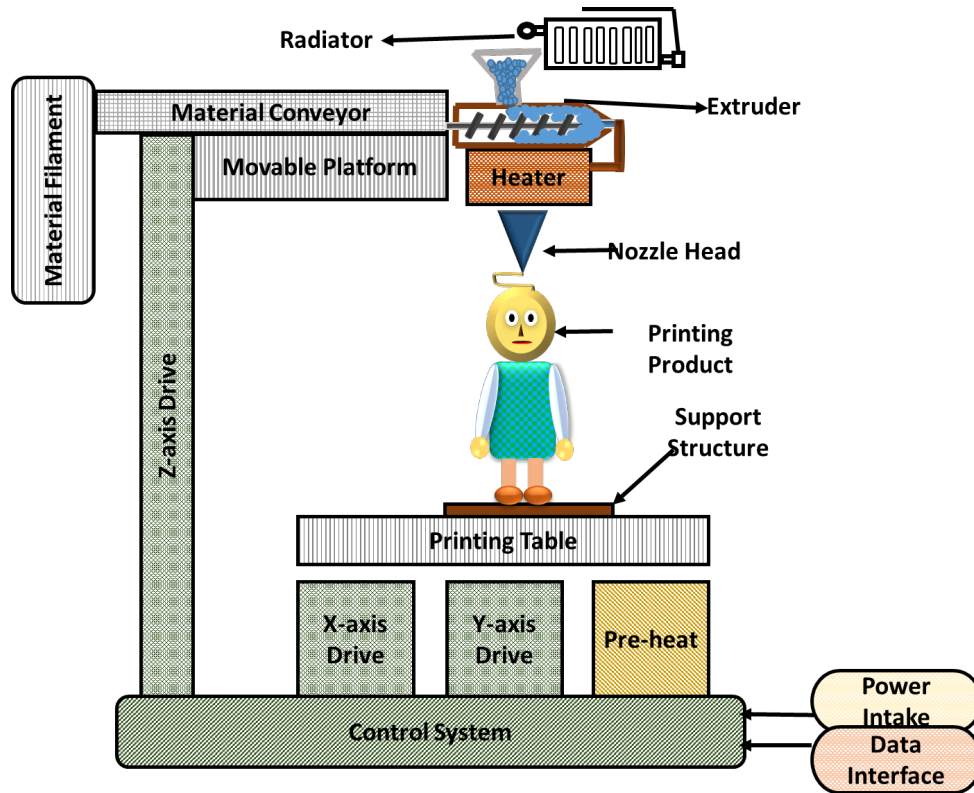 Radiator
Extruder
Material Conveyor
Material Filament
Movable Platform
Heater
Nozzle Head
Printing
Product
Z-axis Drive
Support
Structure
Printing Table
X-axis
Drive
Y-axis
Drive
Pre-heat
Power
Intake
Control System
Data
Interface